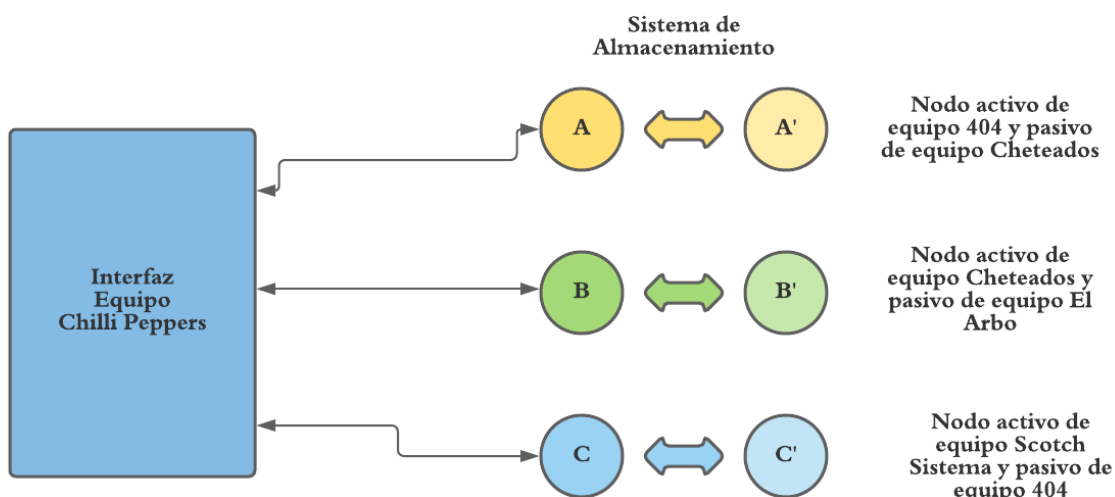 Sistema de
Almacenamiento
A
A'
Nodo activo de
equipo 404 y pasivo
de equipo Cheteados
Interfaz
Equipo
Chilli Peppers
B
B'
Nodo activo de
equipo Cheteados y
pasivo de equipo El
Arbo
C
C'
Nodo activo de
equipo Scotch
Sistema y pasivo de
equipo 404